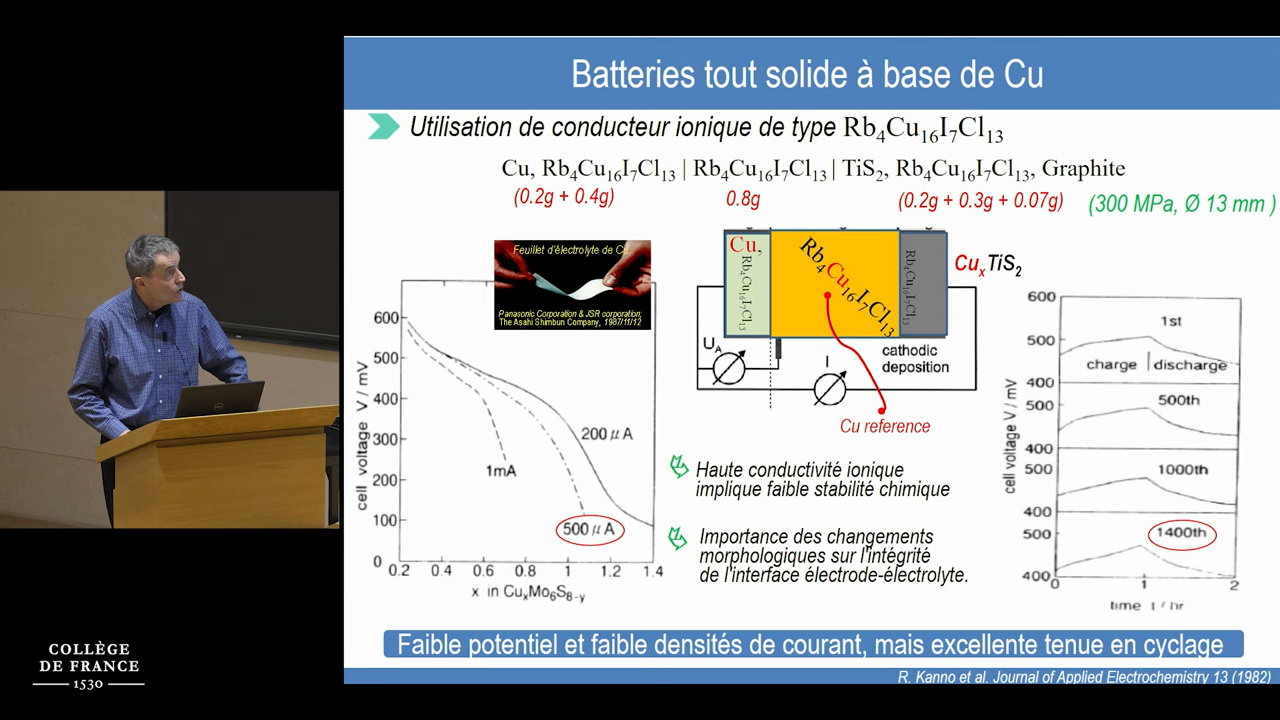 Batteries tout solide à base de Cu
Utilisation de conducteur ionique de type Rb₄Cu₁₆I₇Cl₁₃
Cu, Rb₄Cu₁₆I₇Cl₁₃ | Rb₄Cu₁₆I₇Cl₁₃ | TiS₂, Rb₄Cu₁₆I₇Cl₁₃, Graphite
(0.2g + 0.4g)
0.8g
(0.2g + 0.3g + 0.07g)
(300 MPa, Ø 13 mm )
Feuillet d'électrolyte de Cu
Panasonic Corporation & JSR corporation;
The Asahi Shimbun Company, 1987/11/12
cell voltage V / mV
600
500
400
300
200
100
0
0.2
0.4
0.6
0.8
1
1.2
1.4
x in CuₓMo₆S₈₋ᵧ
200 μ A
1mA
500 μ A
Cu,
Rb₄Cu₁₆I₇Cl₁₃
Rb₄Cu₁₆I₇Cl₁₃
Rb₄Cu₁₆I₇Cl₁₃
CuₓTiS₂
U_A
I
cathodic
deposition
Cu reference
Haute conductivité ionique
implique faible stabilité chimique
Importance des changements
morphologiques sur l'intégrité
de l'interface électrode-électrolyte.
cell voltage V / mV
600
500
400
500
400
500
400
500
400
1st
charge
discharge
500th
1000th
1400th
0
1
2
time T / hr
Faible potentiel et faible densités de courant, mais excellente tenue en cyclage
R. Kanno et al. Journal of Applied Electrochemistry 13 (1982)
COLLÈGE
DE FRANCE
1530